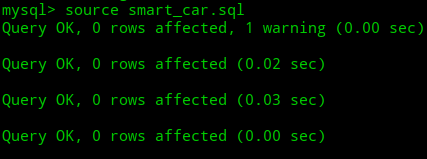 mysql> source smart_car.sql
Query OK, 0 rows affected, 1 warning (0.00 sec)
Query OK, 0 rows affected (0.02 sec)
Query OK, 0 rows affected (0.03 sec)
Query OK, 0 rows affected (0.00 sec)